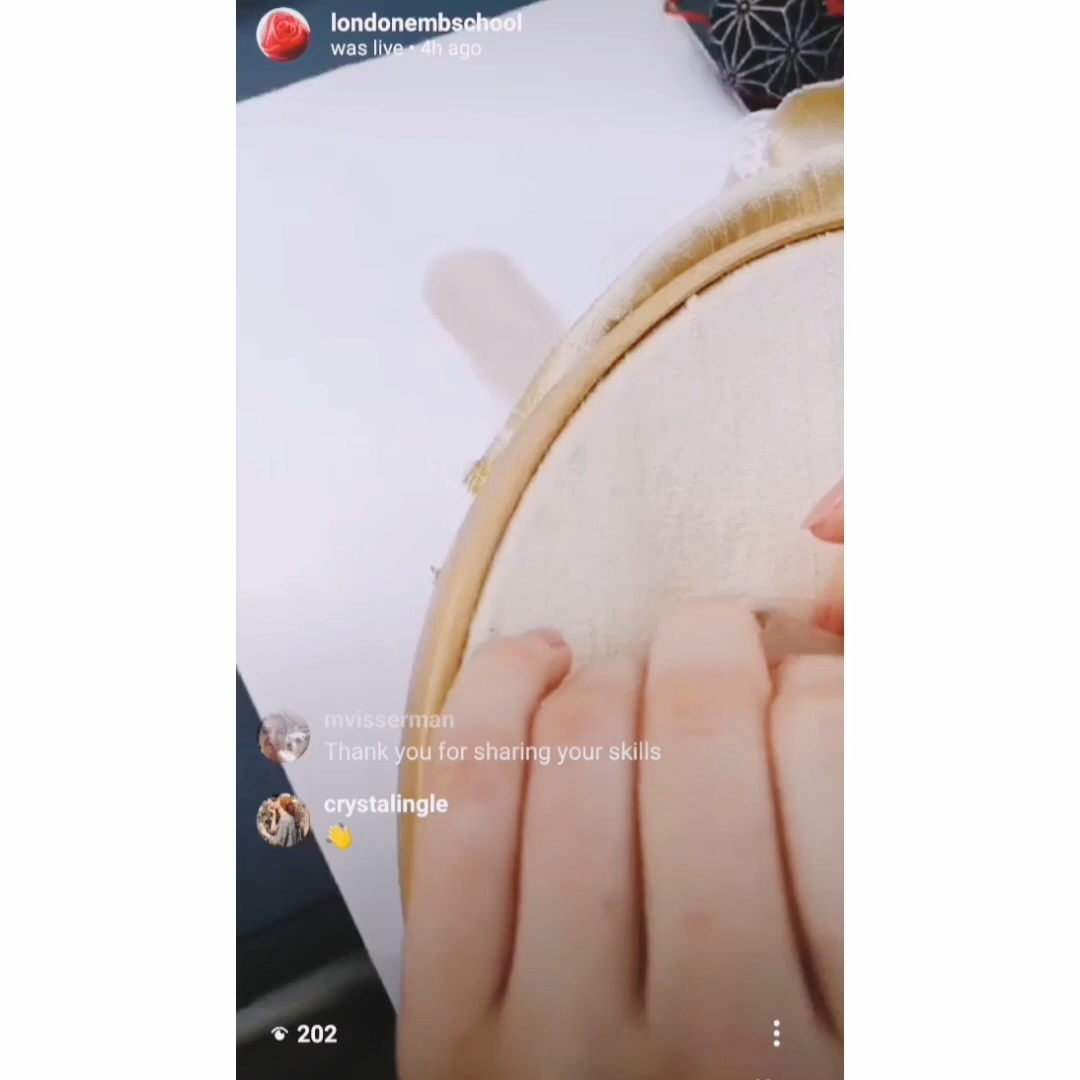 londonembschool
was live • 4h ago
mvisserman
Thank you for sharing your skills
crystalingle
👏
202